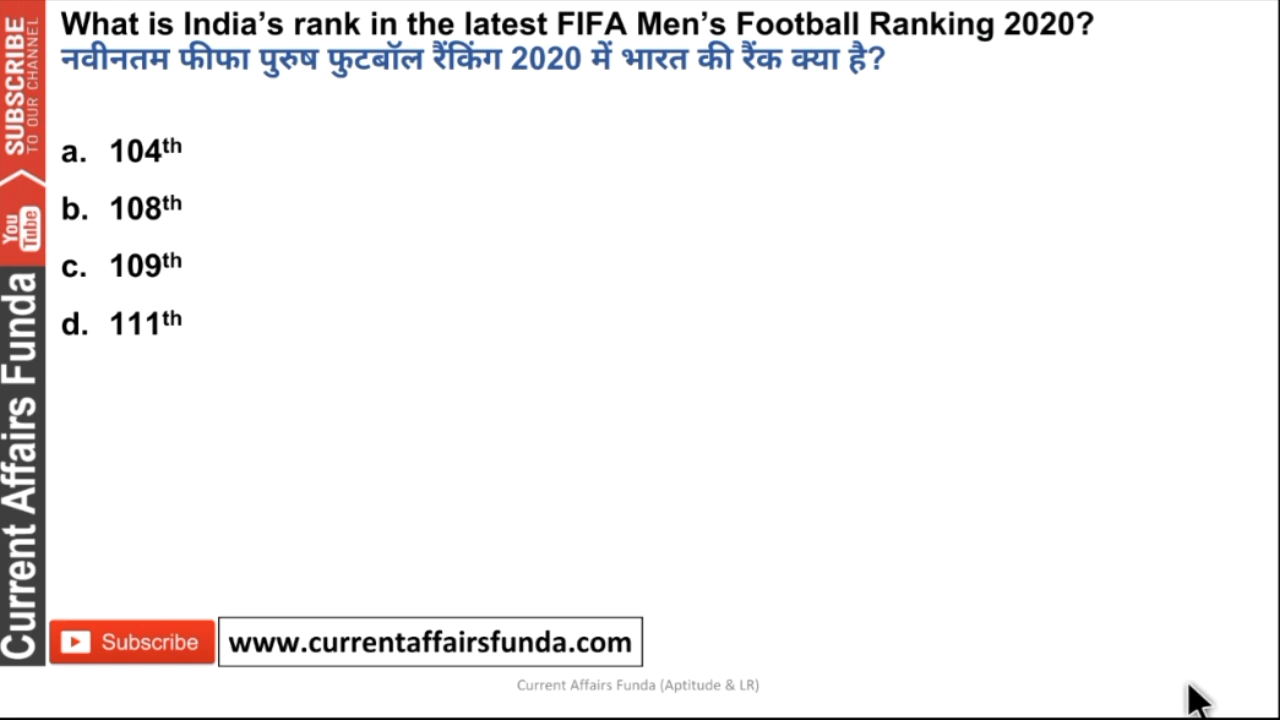 What is India’s rank in the latest FIFA Men’s Football Ranking 2020?
नवीनतम फीफा पुरुष फुटबॉल रैंकिंग 2020 में भारत की रैंक क्या है?
a. 104th
b. 108th
c. 109th
d. 111th
SUBSCRIBE
TO OUR CHANNEL
You
Tube
Current Affairs Funda
Subscribe
www.currentaffairsfunda.com
Current Affairs Funda (Aptitude & LR)